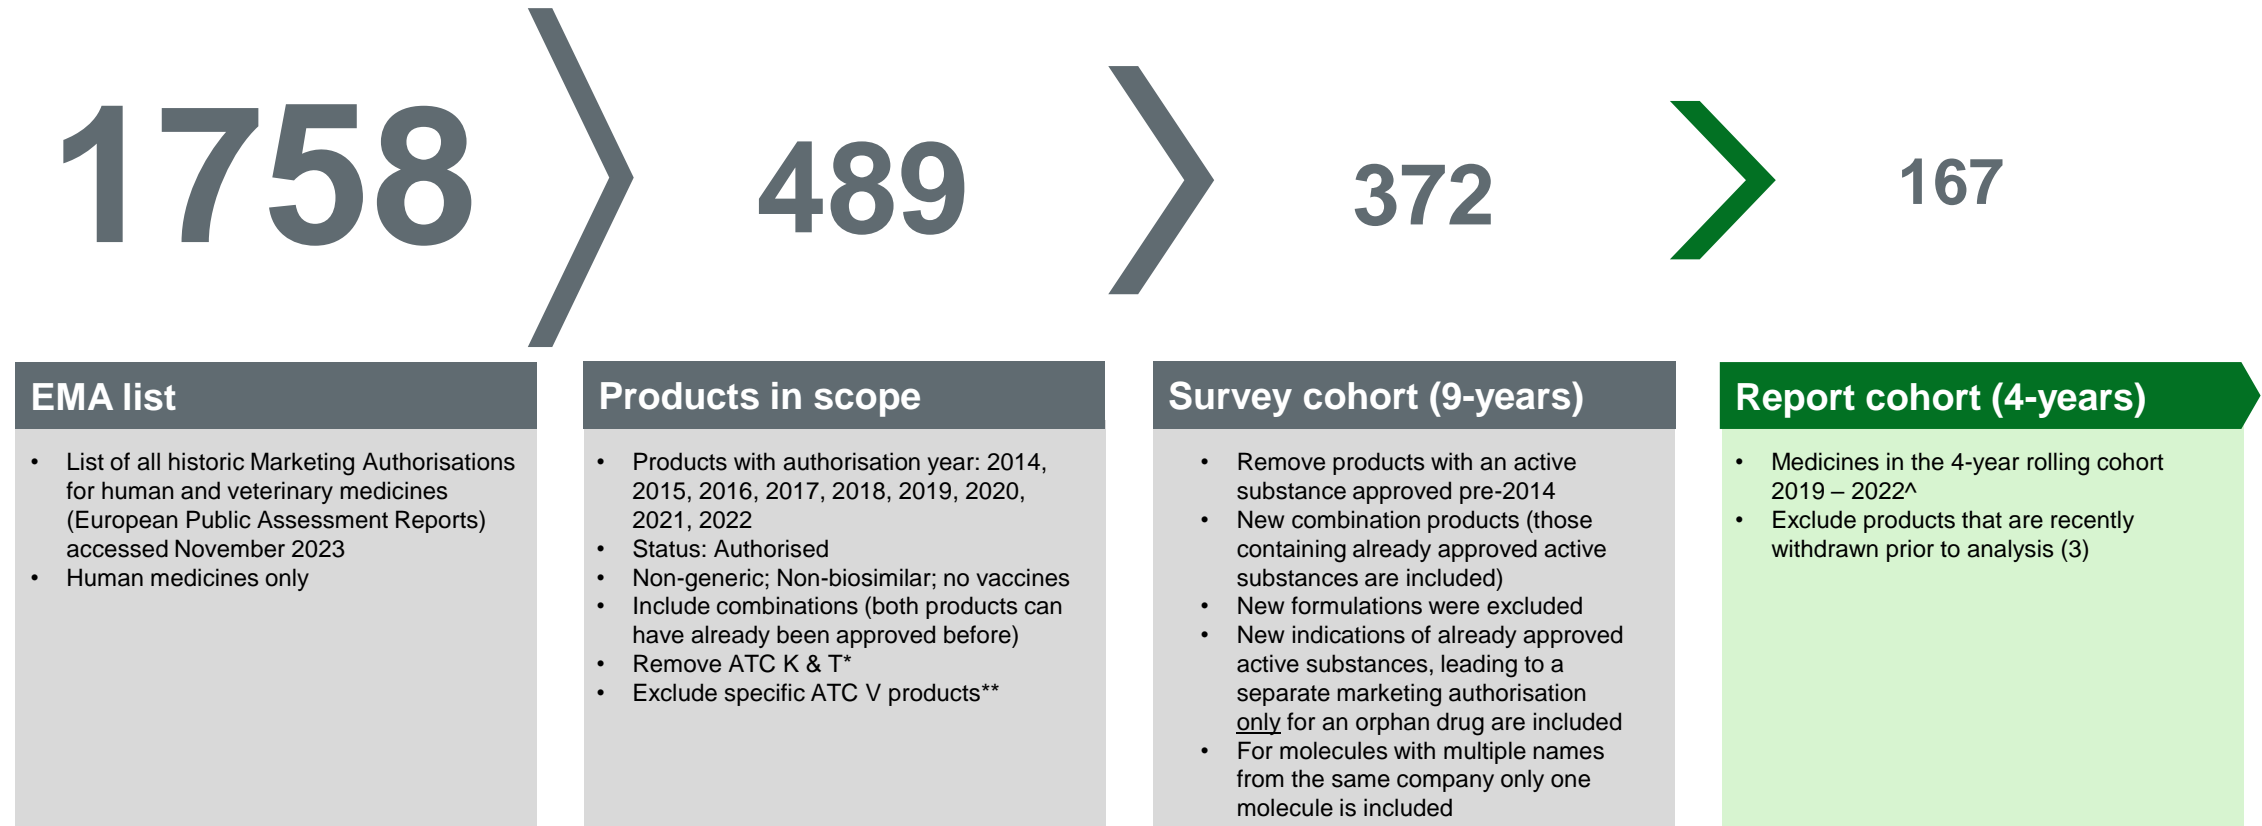 1758
489
372
167
EMA list
• List of all historic Marketing Authorisations
for human and veterinary medicines
(European Public Assessment Reports)
accessed November 2023
• Human medicines only
Products in scope
• Products with authorisation year: 2014,
2015, 2016, 2017, 2018, 2019, 2020,
2021, 2022
• Status: Authorised
• Non-generic; Non-biosimilar; no vaccines
• Include combinations (both products can
have already been approved before)
• Remove ATC K & T*
• Exclude specific ATC V products**
Survey cohort (9-years)
• Remove products with an active
substance approved pre-2014
• New combination products (those
containing already approved active
substances are included)
• New formulations were excluded
• New indications of already approved
active substances, leading to a
separate marketing authorisation
only for an orphan drug are included
• For molecules with multiple names
from the same company only one
molecule is included
Report cohort (4-years)
• Medicines in the 4-year rolling cohort
2019 – 2022^
• Exclude products that are recently
withdrawn prior to analysis (3)